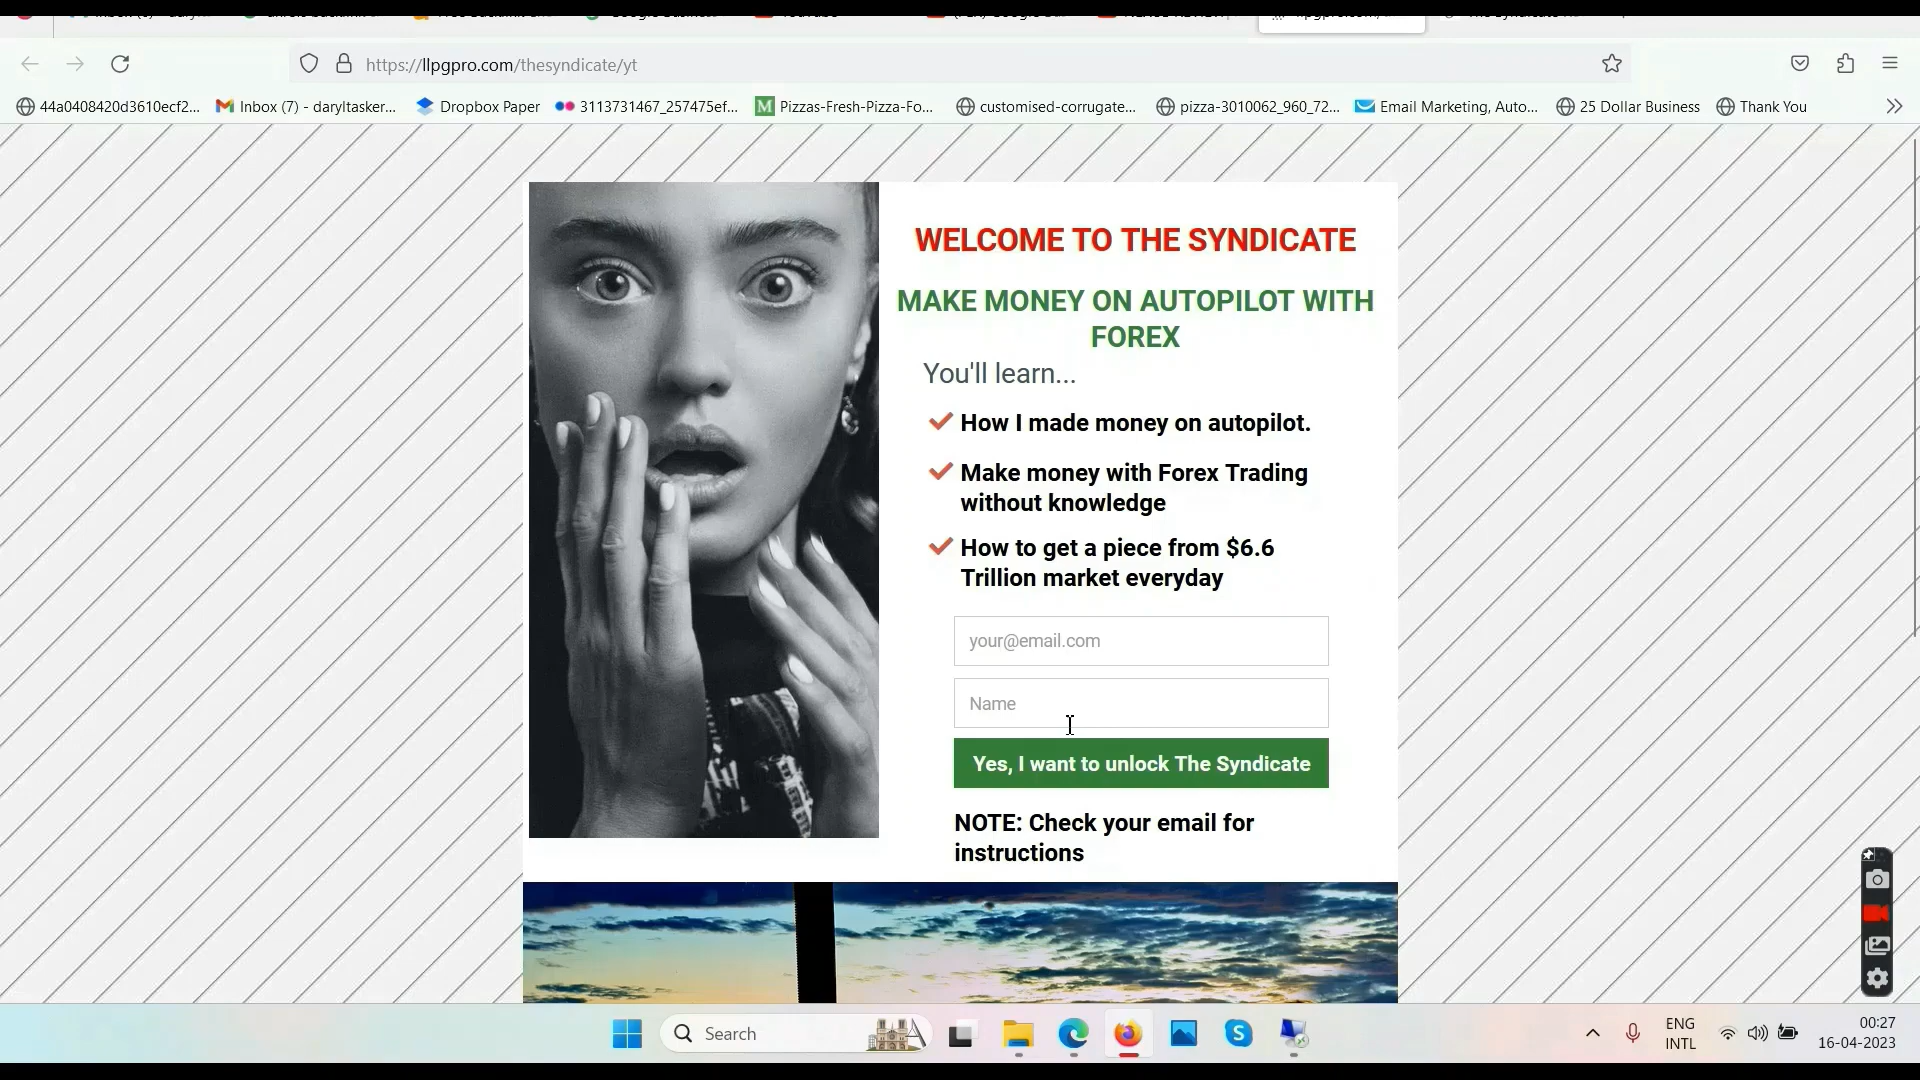 https://llpgpro.com/thesyndicate/yt
44a0408420d3610ecf2...
Inbox (7) - daryltasker...
Dropbox Paper
3113731467_257475ef...
Pizzas-Fresh-Pizza-Fo...
customised-corrugate...
pizza-3010062_960_72...
Email Marketing, Auto...
25 Dollar Business
Thank You
WELCOME TO THE SYNDICATE
MAKE MONEY ON AUTOPILOT WITH
FOREX
You'll learn...
How I made money on autopilot.
Make money with Forex Trading
without knowledge
How to get a piece from $6.6
Trillion market everyday
your@email.com
Name
Yes, I want to unlock The Syndicate
NOTE: Check your email for
instructions
Search
ENG
INTL
00:27
16-04-2023